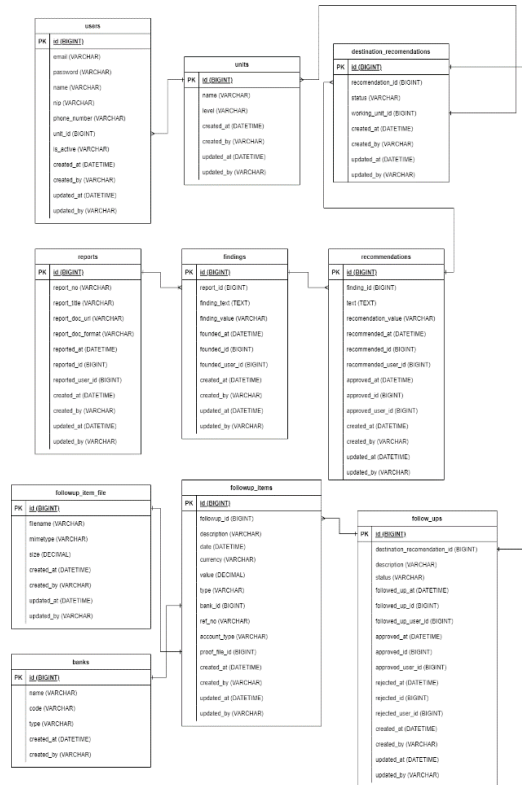 users
PK id (BIGINT)
email (VARCHAR)
password (VARCHAR)
name (VARCHAR)
nip (VARCHAR)
phone_number (VARCHAR)
unit_id (BIGINT)
is_active (VARCHAR)
created_at (DATETIME)
created_by (VARCHAR)
updated_at (DATETIME)
updated_by (VARCHAR)
units
PK id (BIGINT)
name (VARCHAR)
level (VARCHAR)
created_at (DATETIME)
created_by (VARCHAR)
updated_at (DATETIME)
updated_by (VARCHAR)
destination_recomendations
PK id (BIGINT)
recomendation_id (BIGINT)
status (VARCHAR)
working_unit_id (BIGINT)
created_at (DATETIME)
created_by (VARCHAR)
updated_at (DATETIME)
updated_by (VARCHAR)
reports
PK id (BIGINT)
report_no (VARCHAR)
report_title (VARCHAR)
report_doc_url (VARCHAR)
report_doc_format (VARCHAR)
reported_at (DATETIME)
reported_id (BIGINT)
reported_user_id (BIGINT)
created_at (DATETIME)
created_by (VARCHAR)
updated_at (DATETIME)
updated_by (VARCHAR)
findings
PK id (BIGINT)
report_id (BIGINT)
finding_text (TEXT)
finding_value (VARCHAR)
founded_at (DATETIME)
founded_id (BIGINT)
founded_user_id (BIGINT)
created_at (DATETIME)
created_by (VARCHAR)
updated_at (DATETIME)
updated_by (VARCHAR)
recommendations
PK id (BIGINT)
finding_id (BIGINT)
text (TEXT)
recomendation_value (VARCHAR)
recommended_at (DATETIME)
recommended_id (BIGINT)
recommended_user_id (BIGINT)
approved_at (DATETIME)
approved_id (BIGINT)
approved_user_id (BIGINT)
created_at (DATETIME)
created_by (VARCHAR)
updated_at (DATETIME)
updated_by (VARCHAR)
followup_item_file
PK id (BIGINT)
filename (VARCHAR)
mimetype (VARCHAR)
size (DECIMAL)
created_at (DATETIME)
created_by (VARCHAR)
updated_at (DATETIME)
updated_by (VARCHAR)
followup_items
PK id (BIGINT)
followup_id (BIGINT)
description (VARCHAR)
date (DATETIME)
currency (VARCHAR)
value (DECIMAL)
type (VARCHAR)
bank_id (BIGINT)
ref_no (VARCHAR)
account_type (VARCHAR)
proof_file_id (BIGINT)
created_at (DATETIME)
created_by (VARCHAR)
updated_at (DATETIME)
updated_by (VARCHAR)
follow_ups
PK id (BIGINT)
destination_recomendation_id (BIGINT)
description (VARCHAR)
status (VARCHAR)
followed_up_at (DATETIME)
followed_up_id (BIGINT)
followed_up_user_id (BIGINT)
approved_at (DATETIME)
approved_id (BIGINT)
approved_user_id (BIGINT)
rejected_at (DATETIME)
rejected_id (BIGINT)
rejected_user_id (BIGINT)
created_at (DATETIME)
created_by (VARCHAR)
updated_at (DATETIME)
updated_by (VARCHAR)
banks
PK id (BIGINT)
name (VARCHAR)
code (VARCHAR)
type (VARCHAR)
created_at (DATETIME)
created_by (VARCHAR)